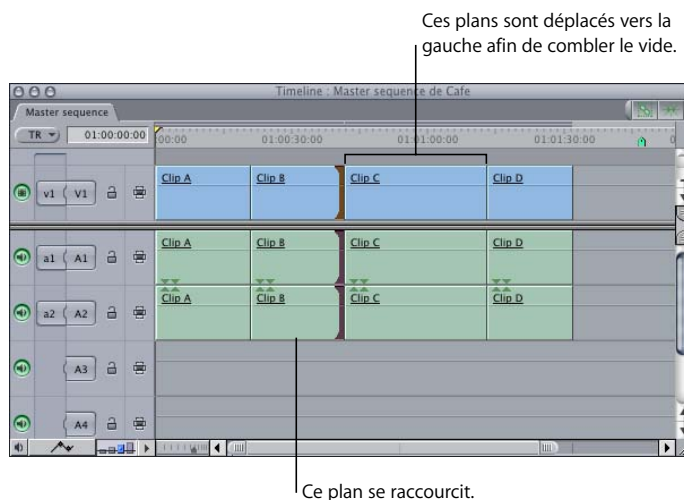 Ces plans sont déplacés vers la
gauche afin de combler le vide.
Timeline : Master sequence de Cafe
Master sequence
TR 01:00:00:00 00:00 01:00:30:00 01:01:00:00 01:01:30:00 0
v1 V1 Clip A Clip B Clip C Clip D
a1 A1 Clip A Clip B Clip C Clip D
a2 A2 Clip A Clip B Clip C Clip D
A3
A4
Ce plan se raccourcit.